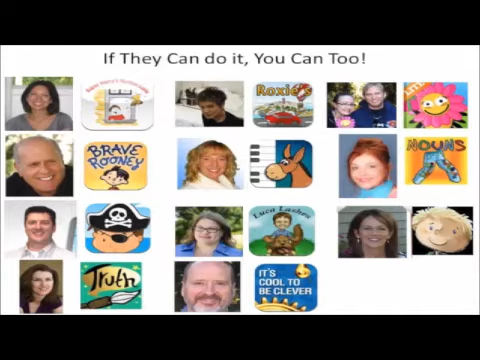 If They Can do it, You Can Too!
Roxie's
BRAVE
ROONEY
NOUNS
Luca Lashes
Truth
IT'S
COOL TO
BE CLEVER